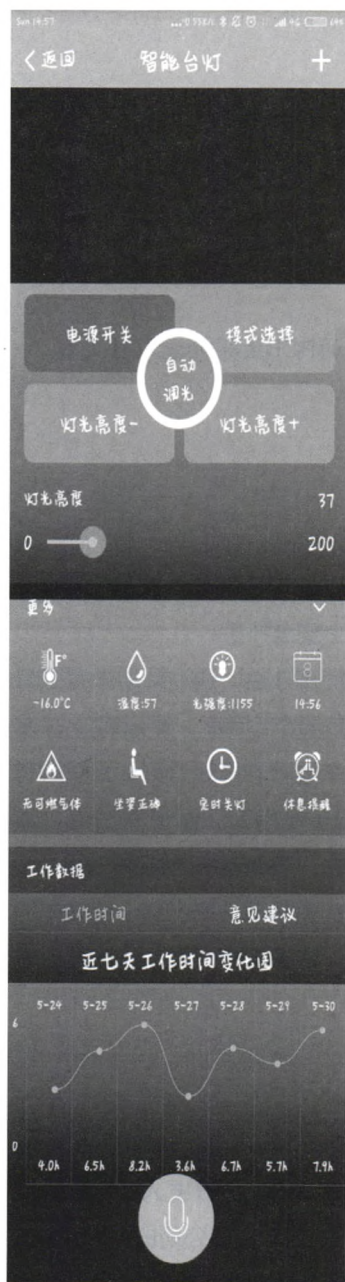 Sun 14:57
返回 智能台灯 +
电源开关 模式选择
自动
调光
灯光亮度- 灯光亮度+
灯光亮度 37
0 200
更多
F°
8
-16.0°C 湿度:57 光强度:1155 14:56
无可燃气体 坐姿正确 定时关灯 休息提醒
工作数据
工作时间 意见建议
近七天工作时间变化图
5-24 5-25 5-26 5-27 5-28 5-29 5-30
6
0
4.0h 6.5h 8.2h 3.6h 6.7h 5.7h 7.9h